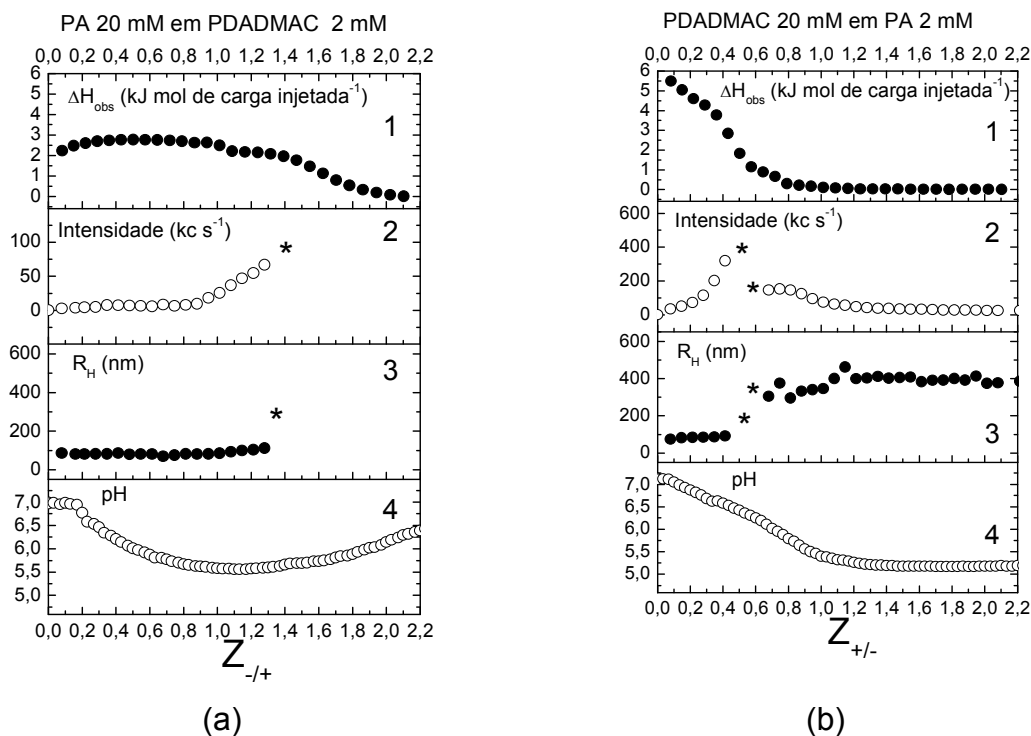 PA 20 mM em PDADMAC 2 mM
0,0 0,2 0,4 0,6 0,8 1,0 1,2 1,4 1,6 1,8 2,0 2,2
6
5
4
3
2
1
0
ΔH_obs (kJ mol de carga injetada⁻¹)
1
100
50
0
Intensidade (kc s⁻¹)
2
*
600
400
200
0
R_H (nm)
3
*
7,0
6,5
6,0
5,5
5,0
pH
4
0,0 0,2 0,4 0,6 0,8 1,0 1,2 1,4 1,6 1,8 2,0 2,2
Z_-/+
(a)
PDADMAC 20 mM em PA 2 mM
0,0 0,2 0,4 0,6 0,8 1,0 1,2 1,4 1,6 1,8 2,0 2,2
6
5
4
3
2
1
0
ΔH_obs (kJ mol de carga injetada⁻¹)
1
600
400
200
0
Intensidade (kc s⁻¹)
2
*
*
600
400
200
0
R_H (nm)
3
*
*
7,0
6,5
6,0
5,5
5,0
pH
4
0,0 0,2 0,4 0,6 0,8 1,0 1,2 1,4 1,6 1,8 2,0 2,2
Z_+/-
(b)